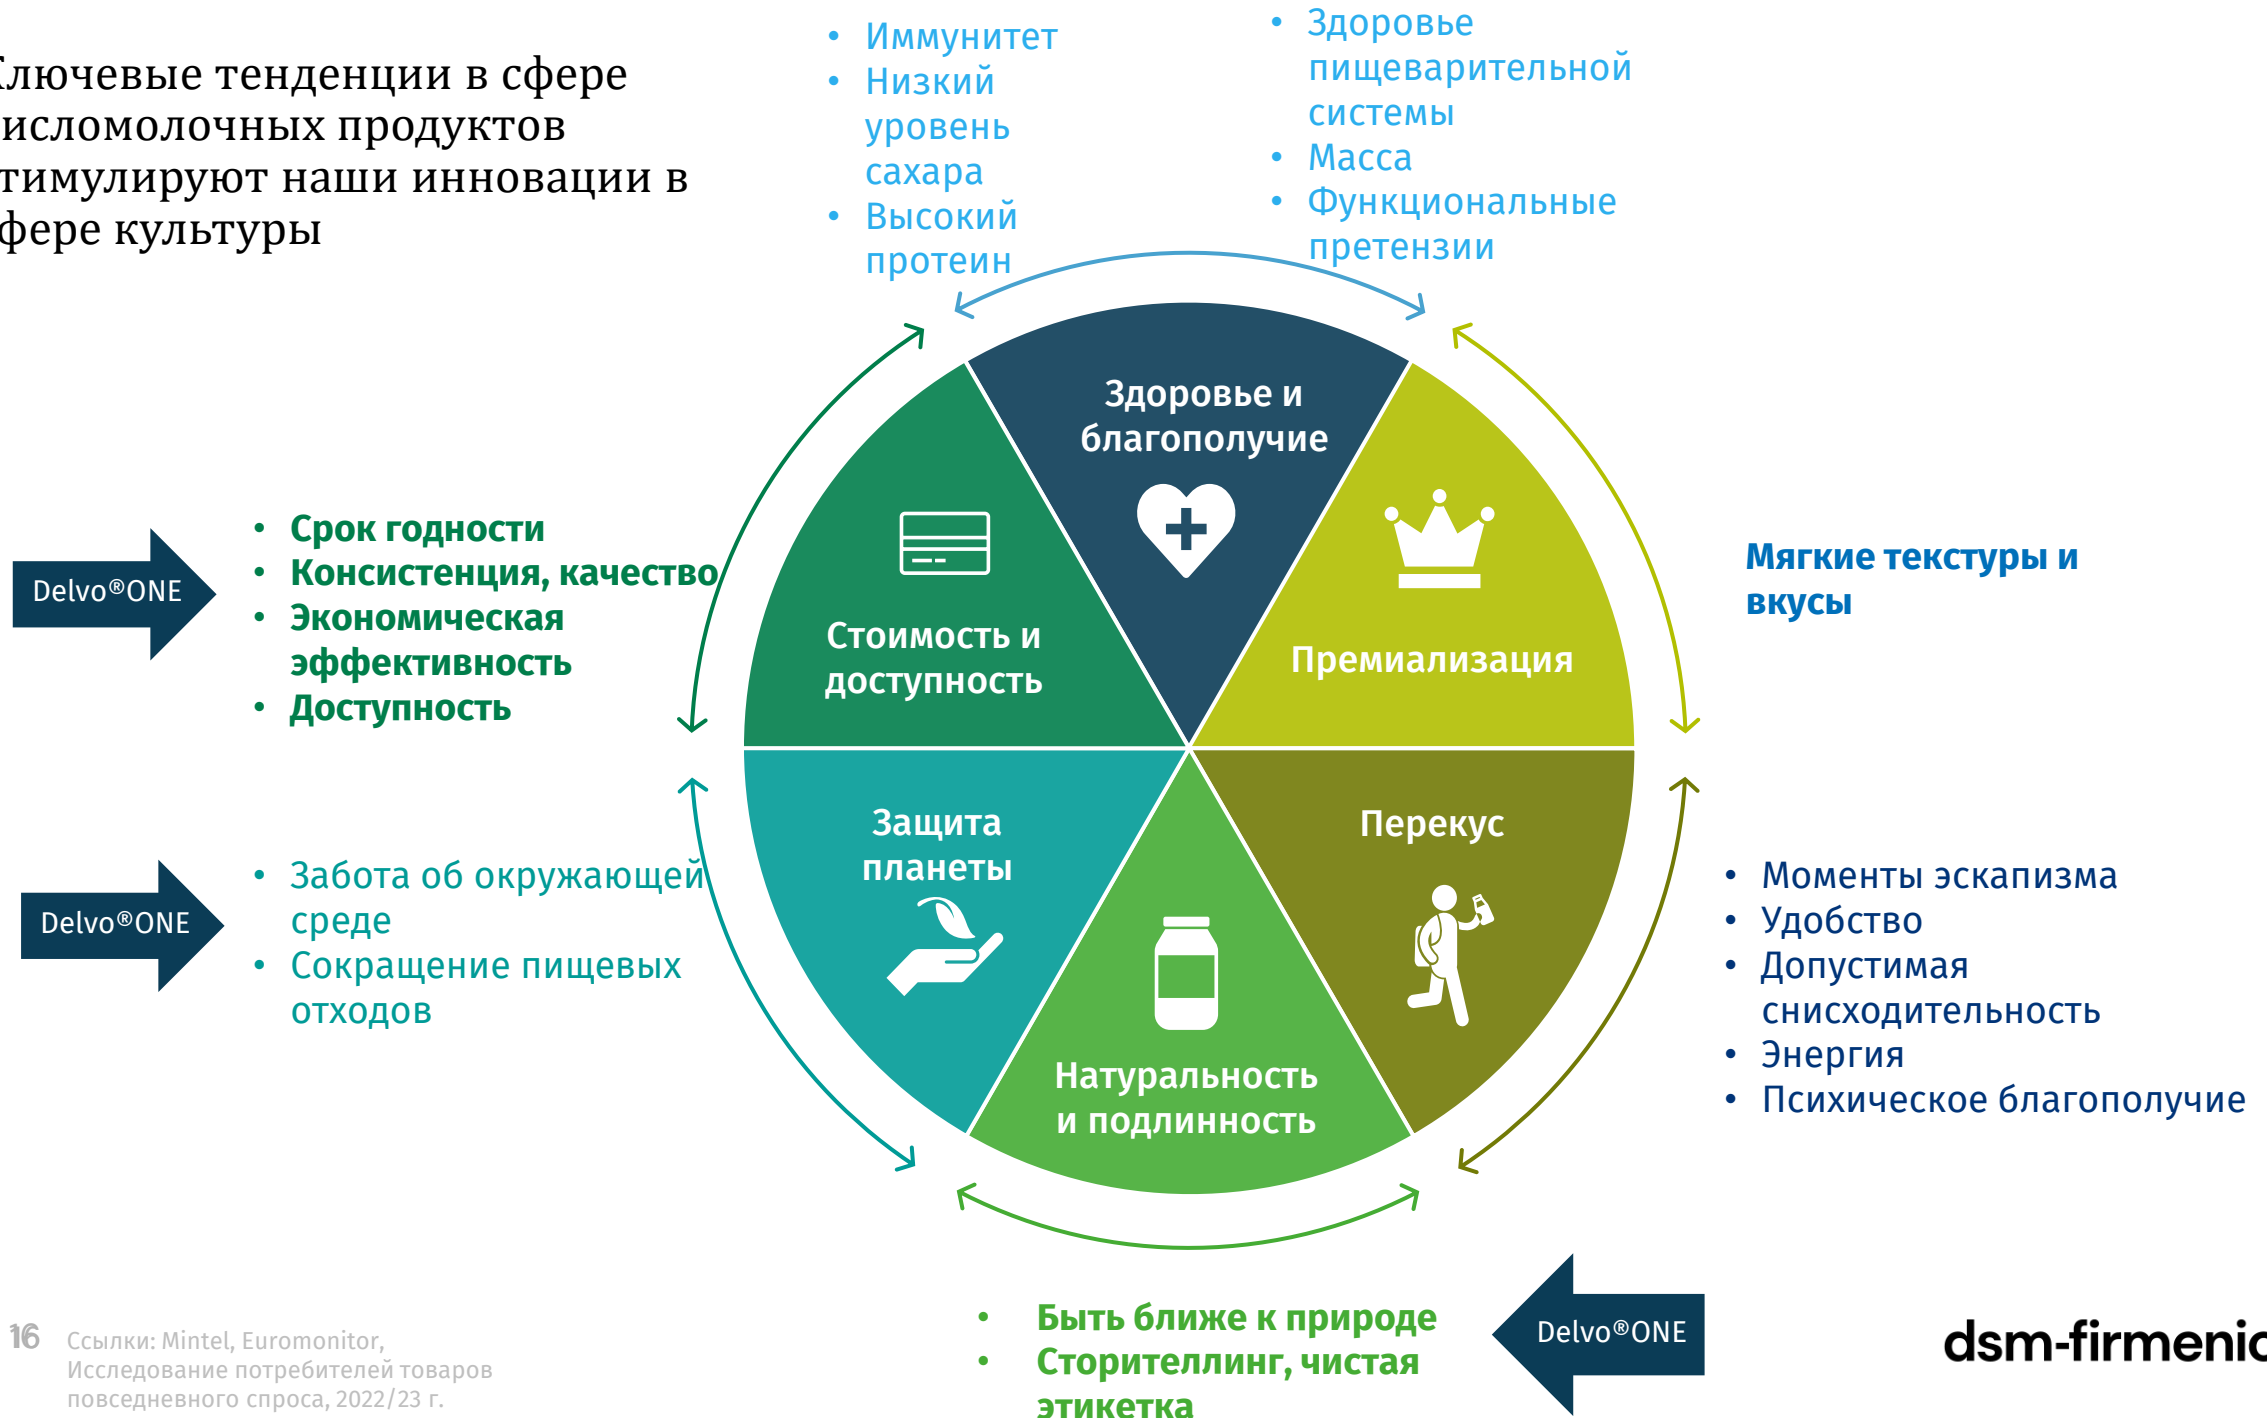 Ключевые тенденции в сфере
исломолочных продуктов
тимулируют наши инновации в
фере культуры
• Иммунитет
• Низкий
уровень
сахара
• Высокий
протеин
• Здоровье
пищеварительной
системы
• Масса
• Функциональные
претензии
Здоровье и
благополучие
Стоимость и
доступность
Премиализация
Защита
планеты
Перекус
Натуральность
и подлинность
Delvo®ONE
• Срок годности
• Консистенция, качество
• Экономическая
эффективность
• Доступность
Мягкие текстуры и
вкусы
Delvo®ONE
• Забота об окружающей
среде
• Сокращение пищевых
отходов
• Моменты эскапизма
• Удобство
• Допустимая
снисходительность
• Энергия
• Психическое благополучие
• Быть ближе к природе
• Сторителлинг, чистая
этикетка
Delvo®ONE
16
Ссылки: Mintel, Euromonitor,
Исследование потребителей товаров
повседневного спроса, 2022/23 г.
dsm-firmenic